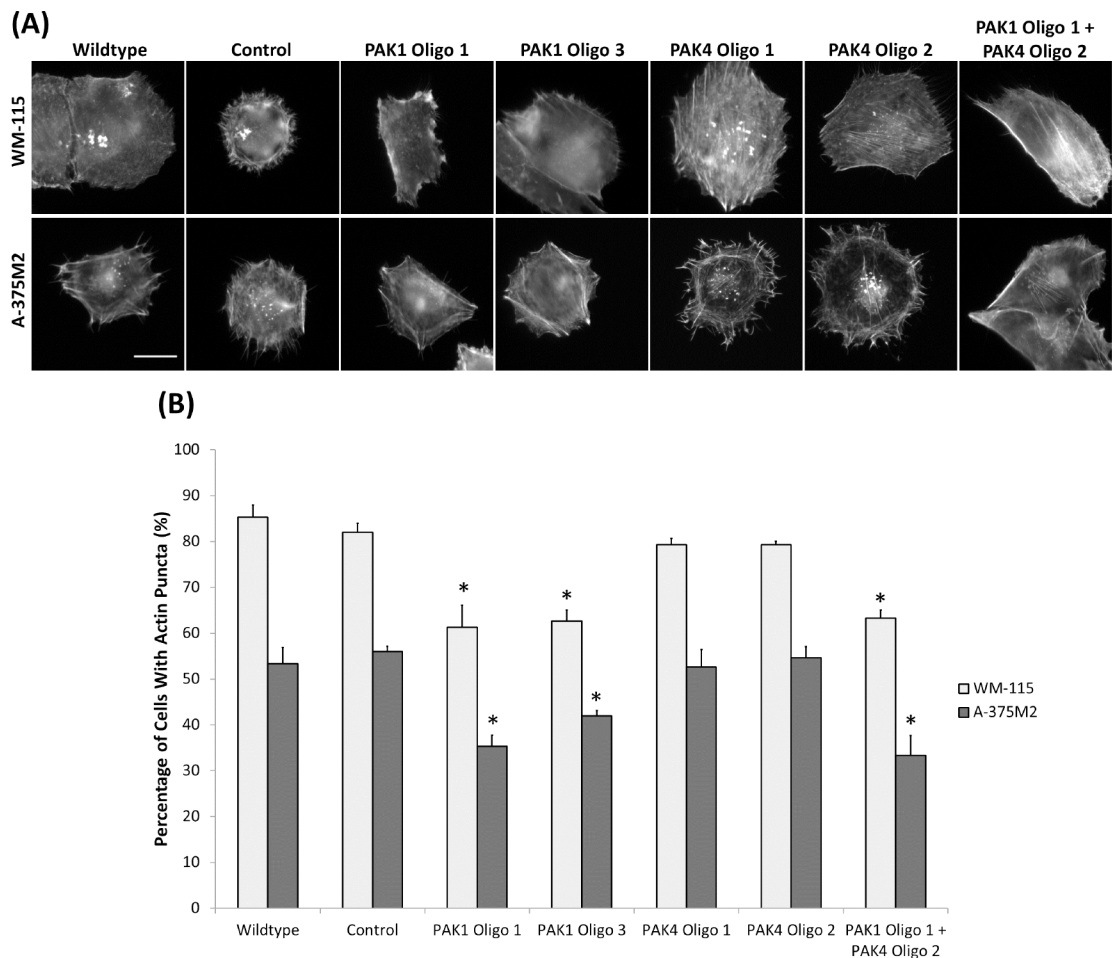 (A)
Wildtype Control PAK1 Oligo 1 PAK1 Oligo 3 PAK4 Oligo 1 PAK4 Oligo 2 PAK1 Oligo 1 +
PAK4 Oligo 2
WM-115
A-375M2
(B)
Percentage of Cells With Actin Puncta (%)
100
90
80
70
60
50
40
30
20
10
0
* * *
* * *
WM-115
A-375M2
Wildtype Control PAK1 Oligo 1 PAK1 Oligo 3 PAK4 Oligo 1 PAK4 Oligo 2 PAK1 Oligo 1 +
PAK4 Oligo 2